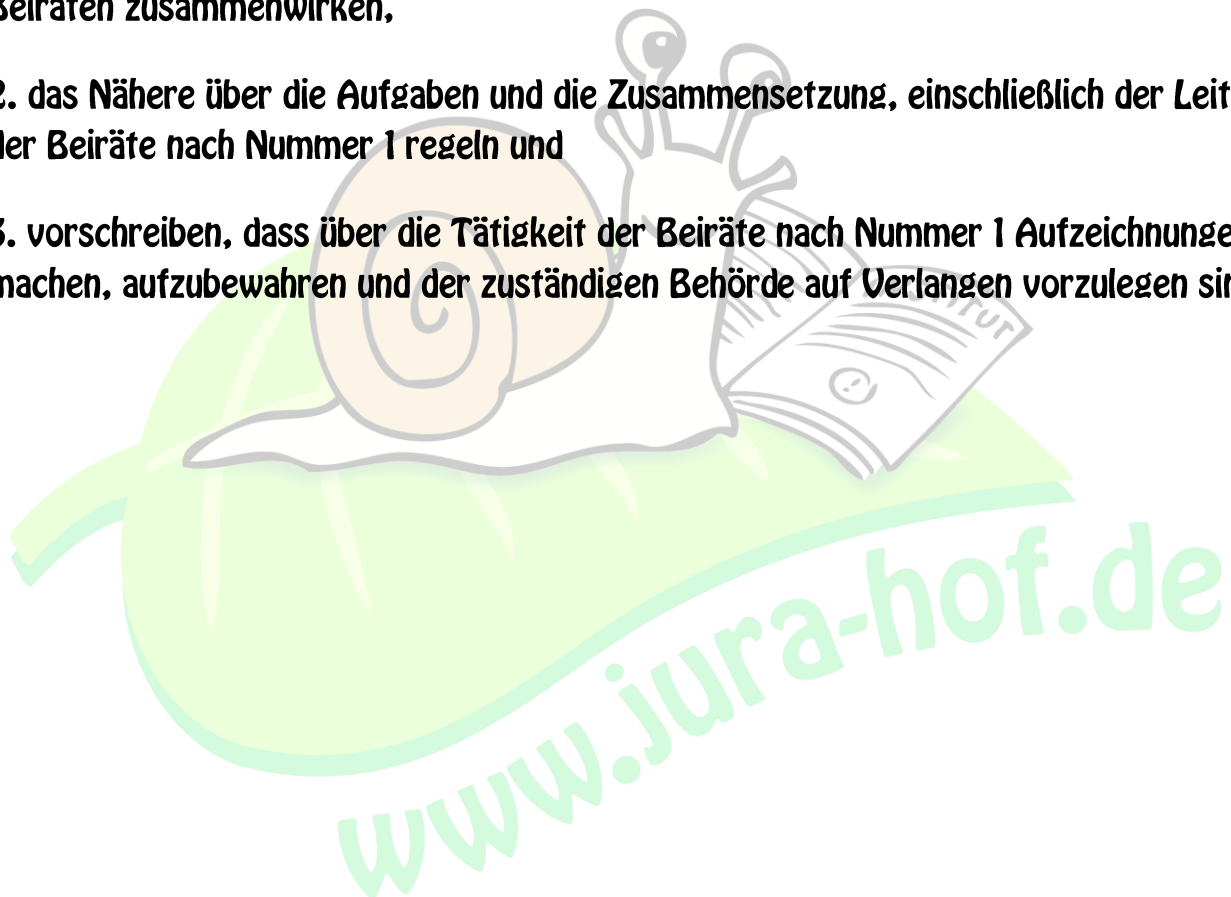 Beiräten zusammenwirken,
2. das Nähere über die Aufgaben und die Zusammensetzung, einschließlich der Leit
der Beiräte nach Nummer 1 regeln und
3. vorschreiben, dass über die Tätigkeit der Beiräte nach Nummer 1 Aufzeichnunge
machen, aufzubewahren und der zuständigen Behörde auf Verlangen vorzulegen sin
www.jura-hof.de